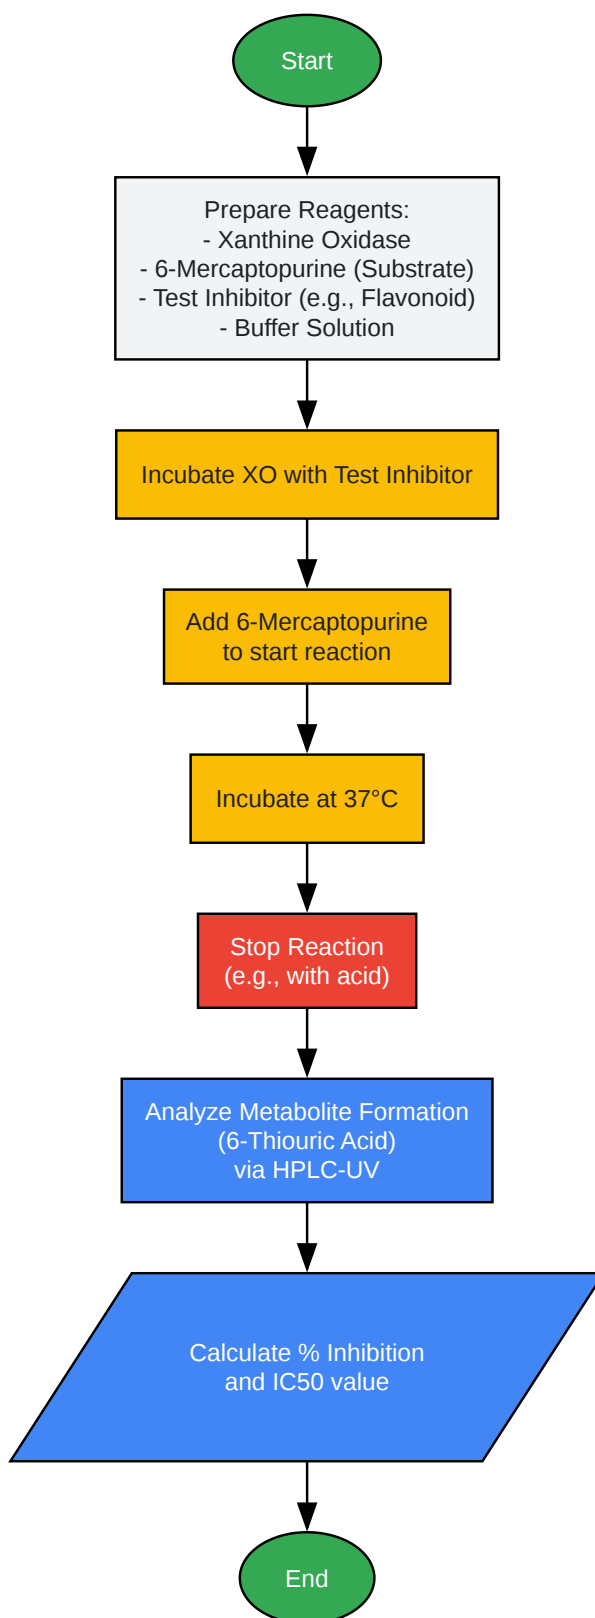 Start
Prepare Reagents:
- Xanthine Oxidase
- 6-Mercaptopurine (Substrate)
- Test Inhibitor (e.g., Flavonoid)
- Buffer Solution
Incubate XO with Test Inhibitor
Add 6-Mercaptopurine
to start reaction
Incubate at 37°C
Stop Reaction
(e.g., with acid)
Analyze Metabolite Formation
(6-Thiouric Acid)
via HPLC-UV
Calculate % Inhibition
and IC50 value
End